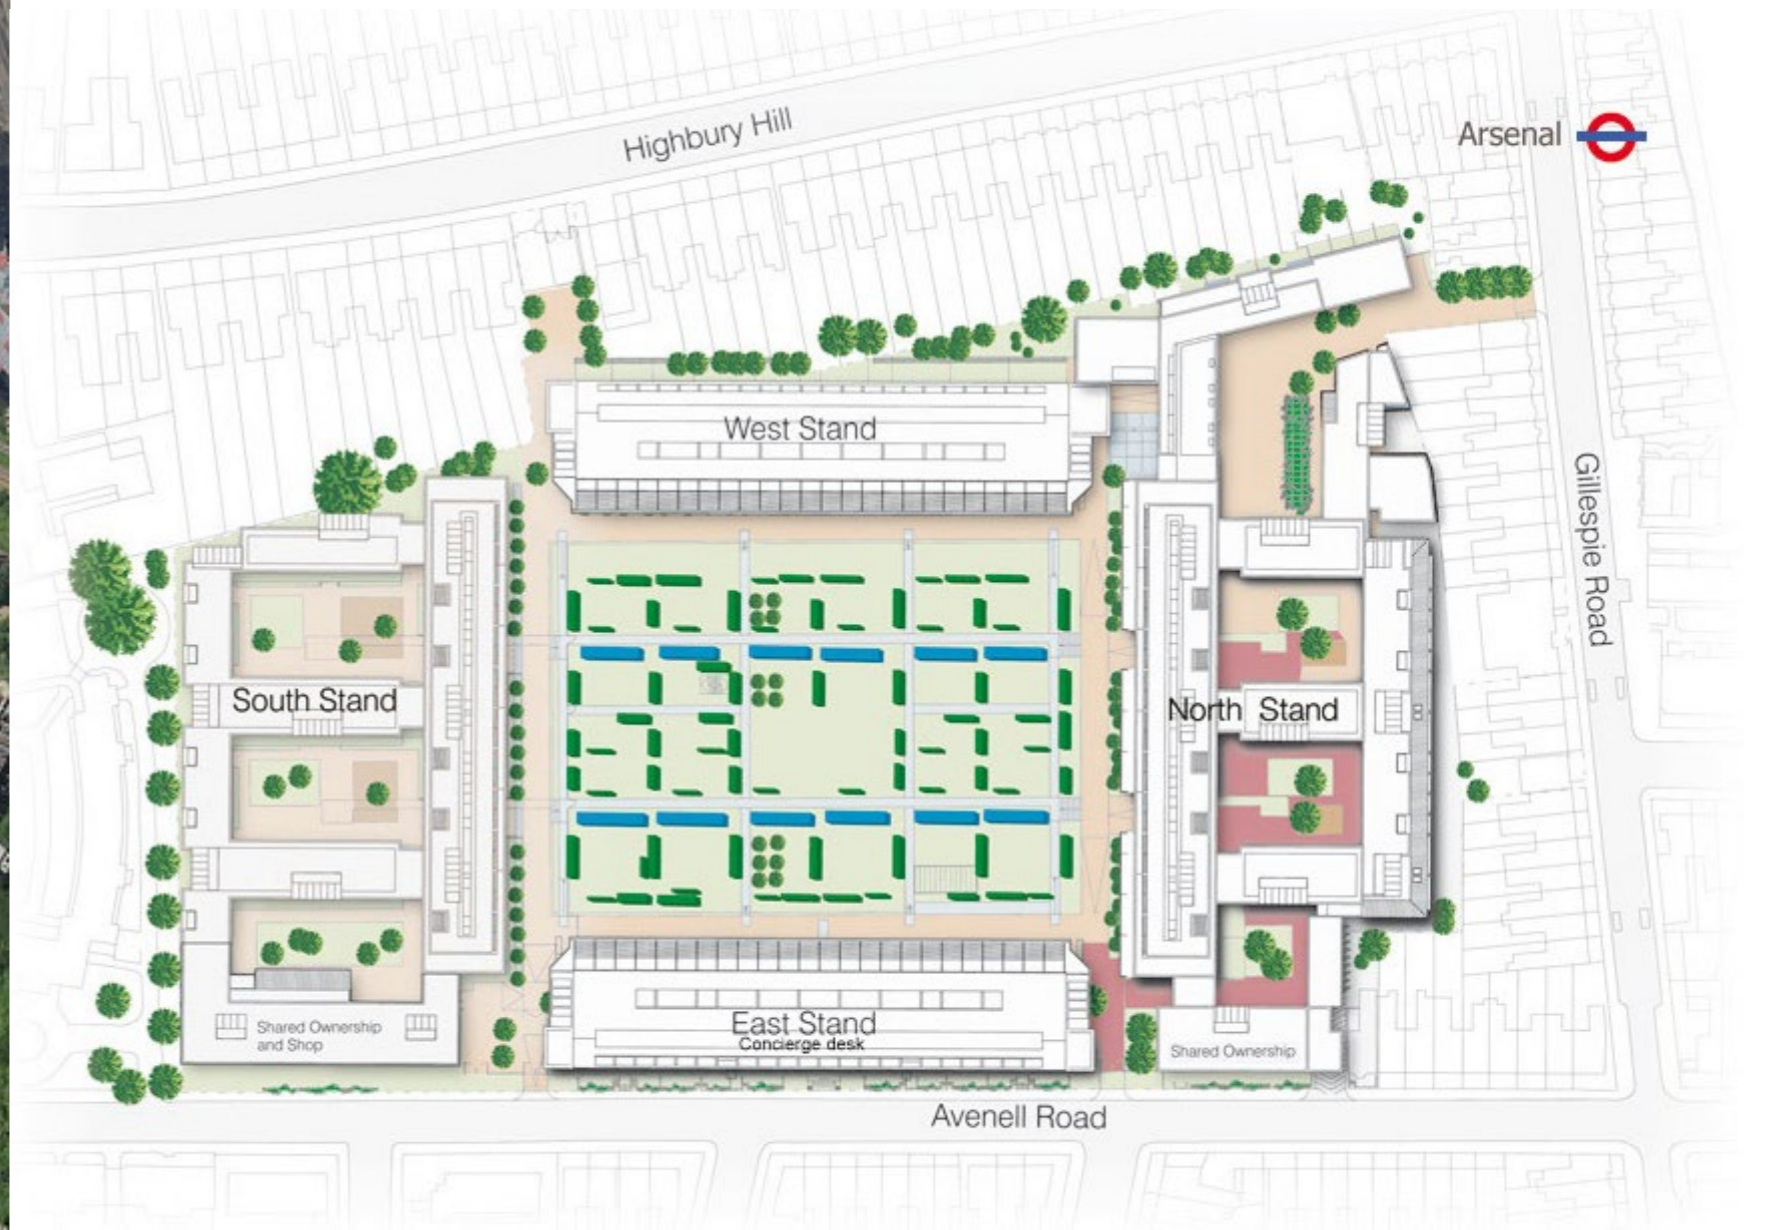 Highbury Hill
Arsenal
West Stand
Gillespie Road
South Stand
North Stand
East Stand
Concierge desk
Shared Ownership
and Shop
Shared Ownership
Avenell Road